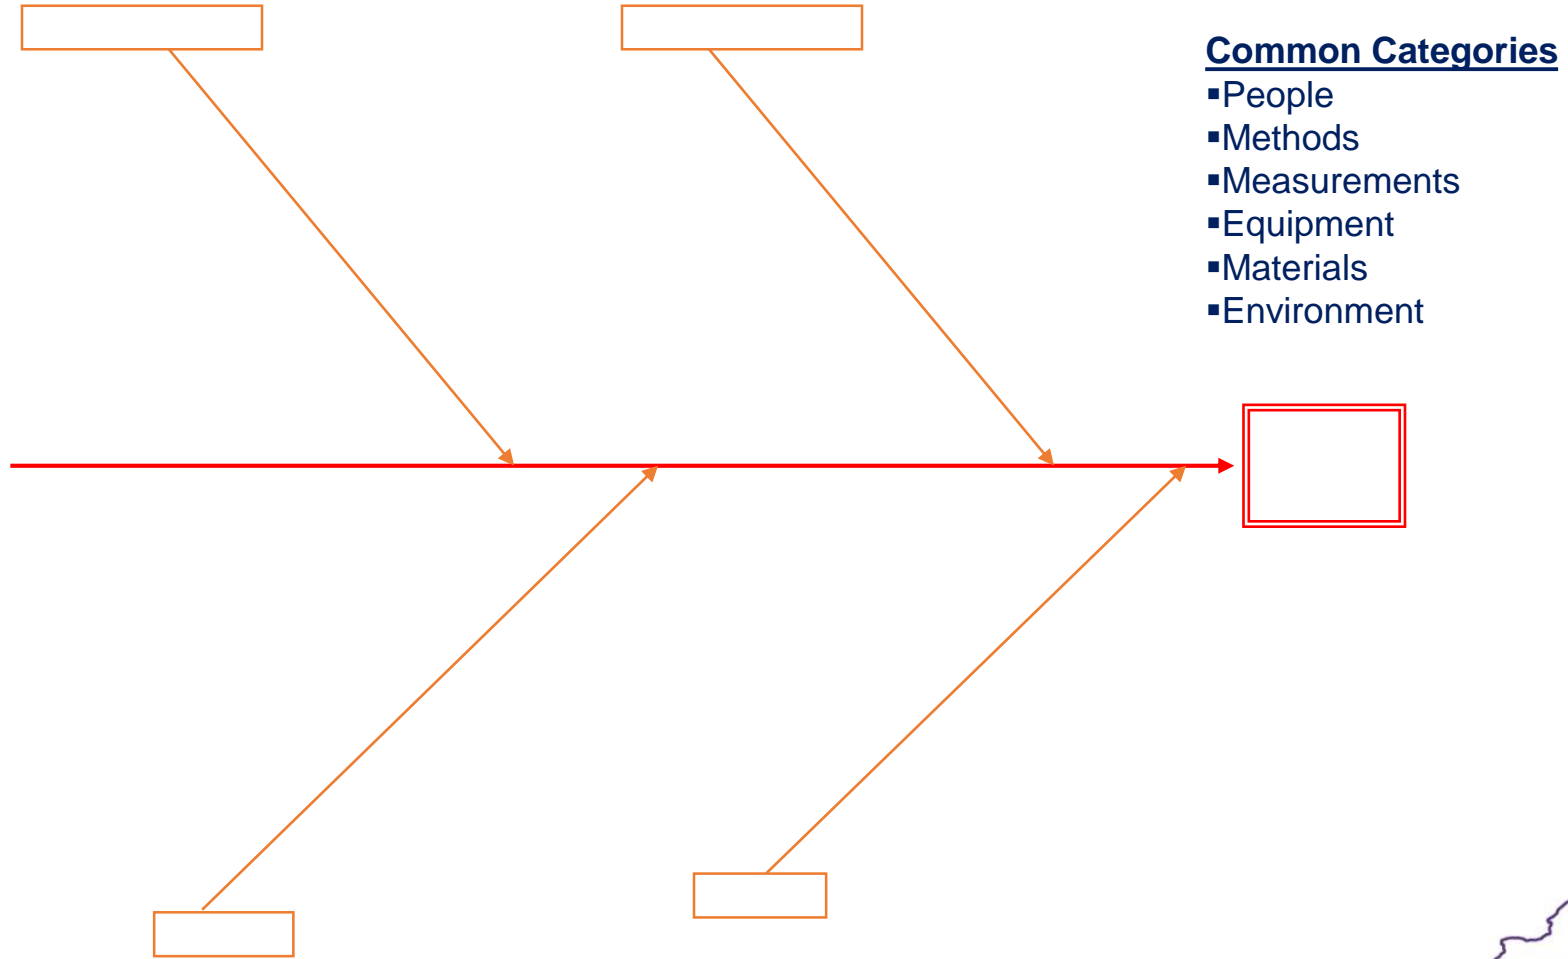 Common Categories
▪People
▪Methods
▪Measurements
▪Equipment
▪Materials
▪Environment